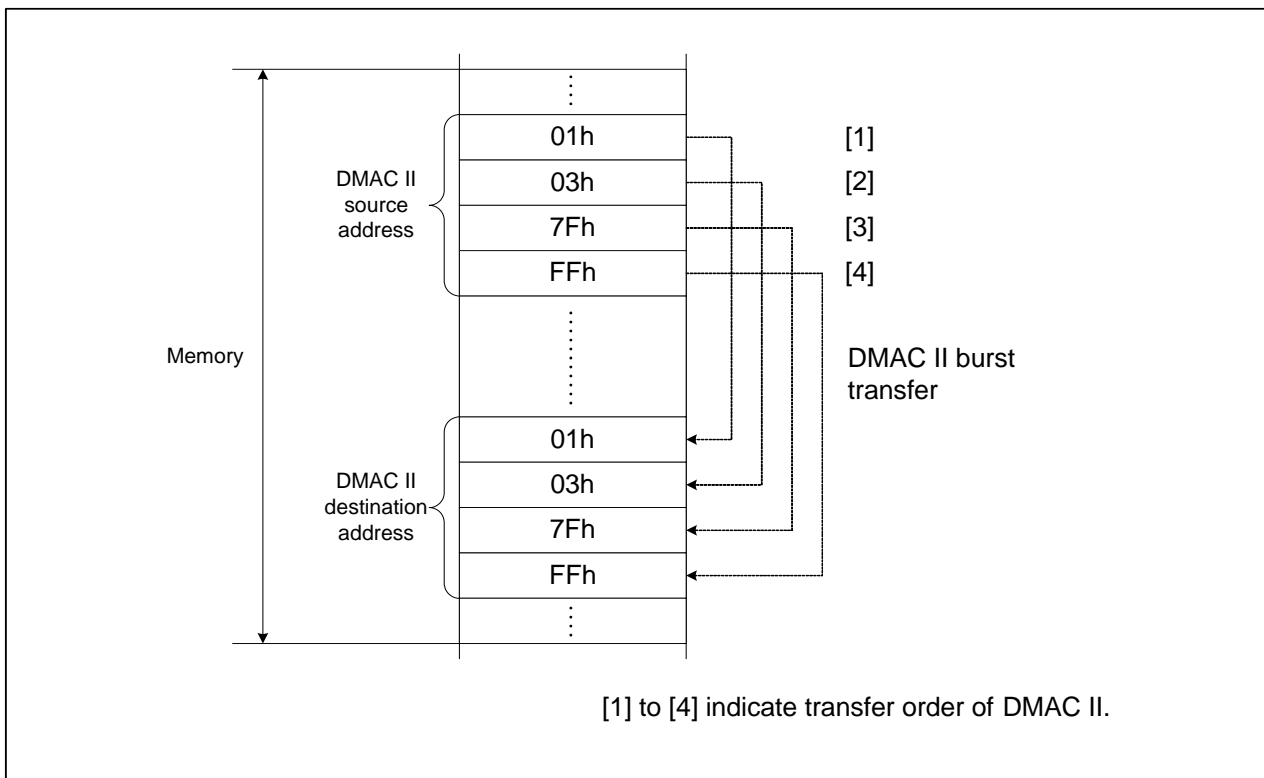 01h
[1]
03h
[2]
7Fh
[3]
FFh
[4]
DMAC II
source
address
Memory
DMAC II burst
transfer
01h
03h
7Fh
FFh
DMAC II
destination
address
[1] to [4] indicate transfer order of DMAC II.